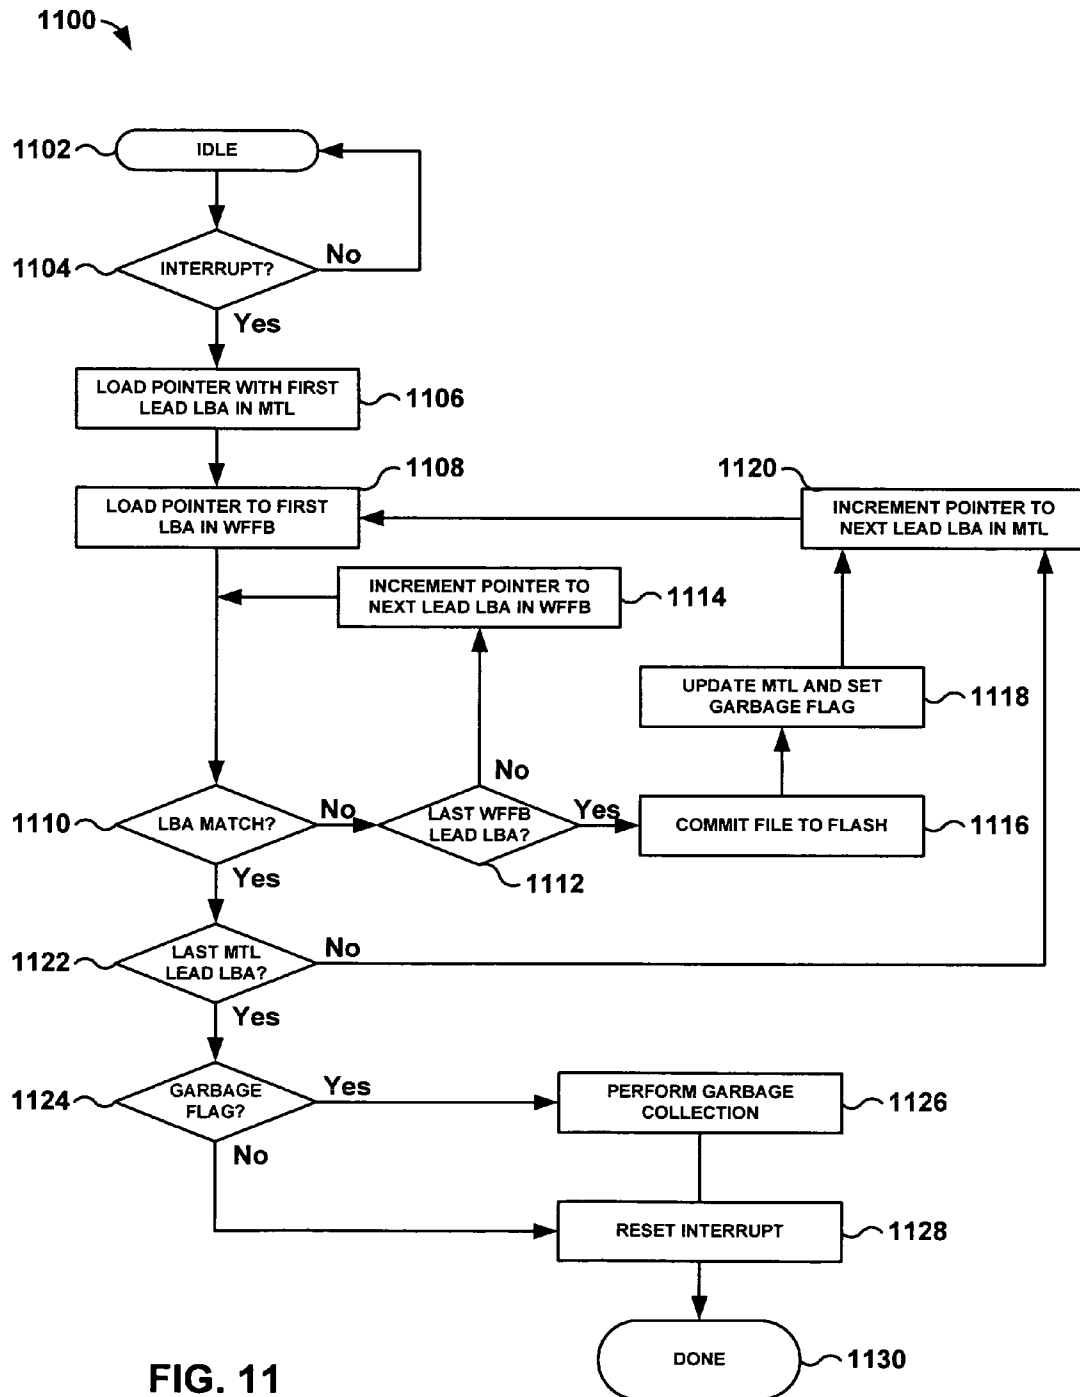 1100
1102
IDLE
1104
INTERRUPT?
No
Yes
LOAD POINTER WITH FIRST
LEAD LBA IN MTL
1106
1108
LOAD POINTER TO FIRST
LBA IN WFFB
1120
INCREMENT POINTER TO
NEXT LEAD LBA IN MTL
INCREMENT POINTER TO
NEXT LEAD LBA IN WFFB
1114
UPDATE MTL AND SET
GARBAGE FLAG
1118
No
1110
LBA MATCH?
No
LAST WFFB
LEAD LBA?
Yes
COMMIT FILE TO FLASH
1116
1112
Yes
1122
LAST MTL
LEAD LBA?
No
Yes
1124
GARBAGE
FLAG?
Yes
PERFORM GARBAGE
COLLECTION
1126
No
RESET INTERRUPT
1128
DONE
1130
FIG. 11